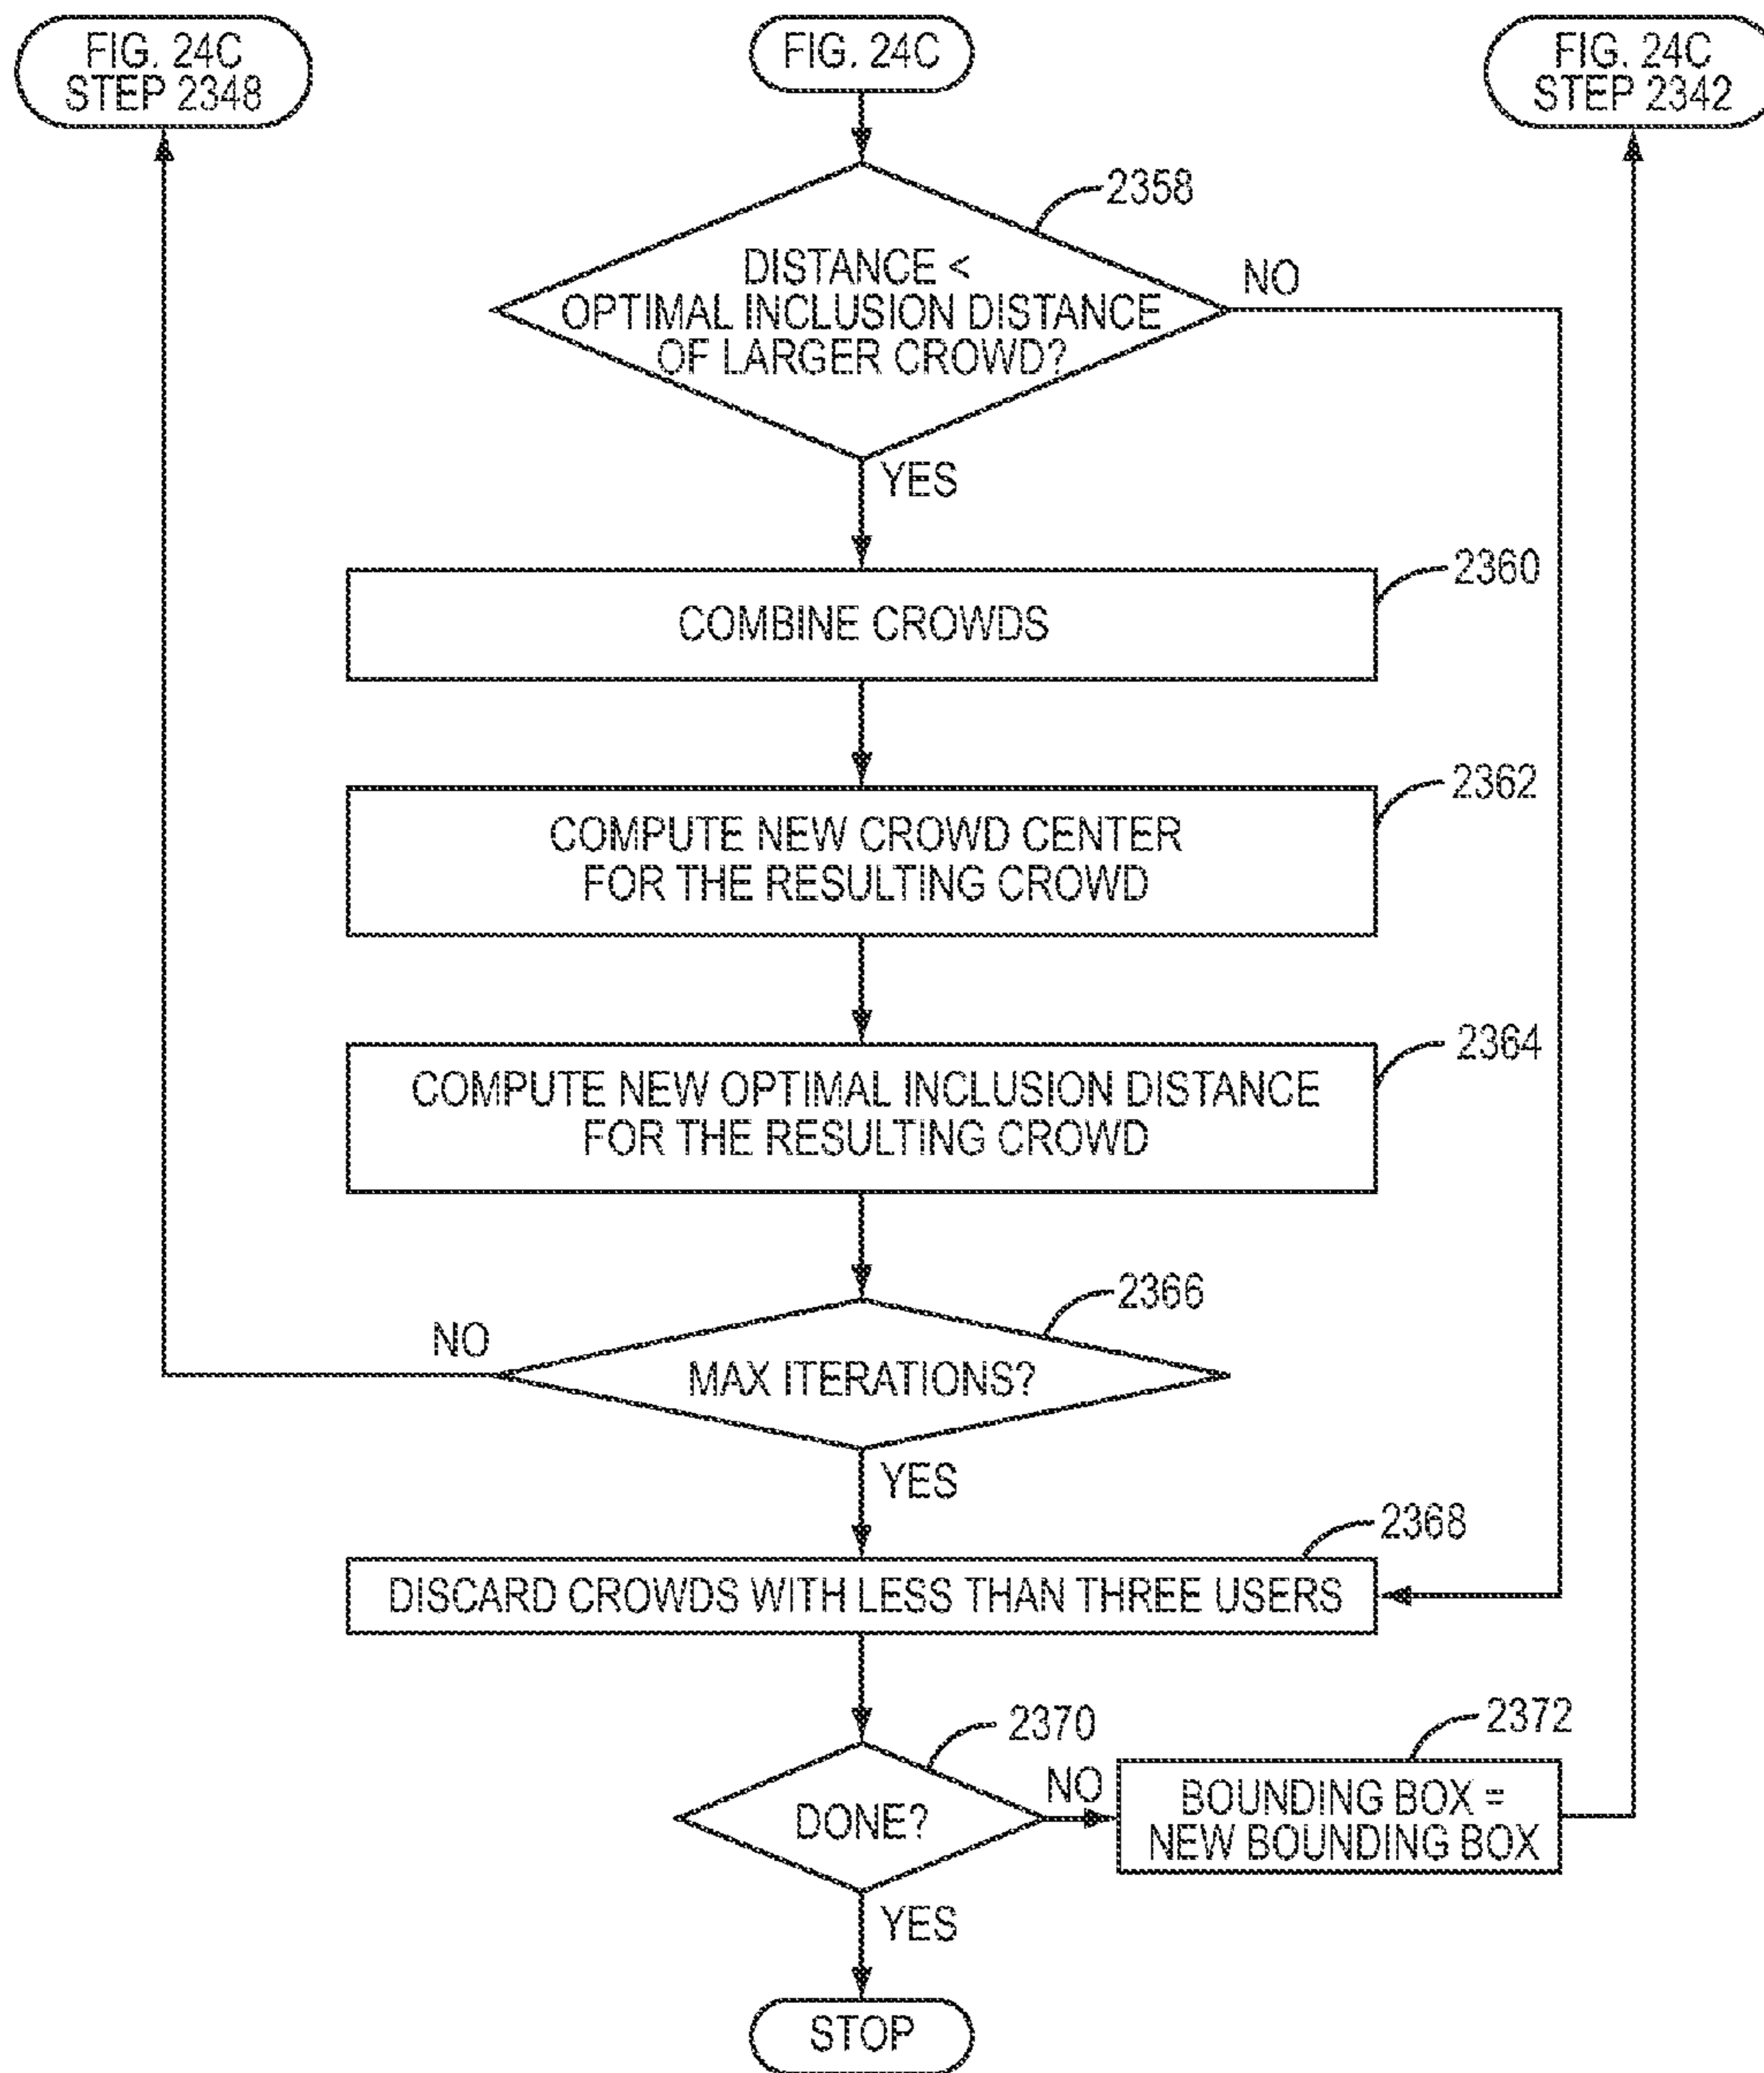 FIG. 24C
STEP 2348
FIG. 24C
FIG. 24C
STEP 2342
2358
DISTANCE <
OPTIMAL INCLUSION DISTANCE
OF LARGER CROWD?
NO
YES
2360
COMBINE CROWDS
2362
COMPUTE NEW CROWD CENTER
FOR THE RESULTING CROWD
2364
COMPUTE NEW OPTIMAL INCLUSION DISTANCE
FOR THE RESULTING CROWD
2366
NO
MAX ITERATIONS?
YES
2368
DISCARD CROWDS WITH LESS THAN THREE USERS
2370
2372
DONE?
NO
BOUNDING BOX =
NEW BOUNDING BOX
YES
STOP